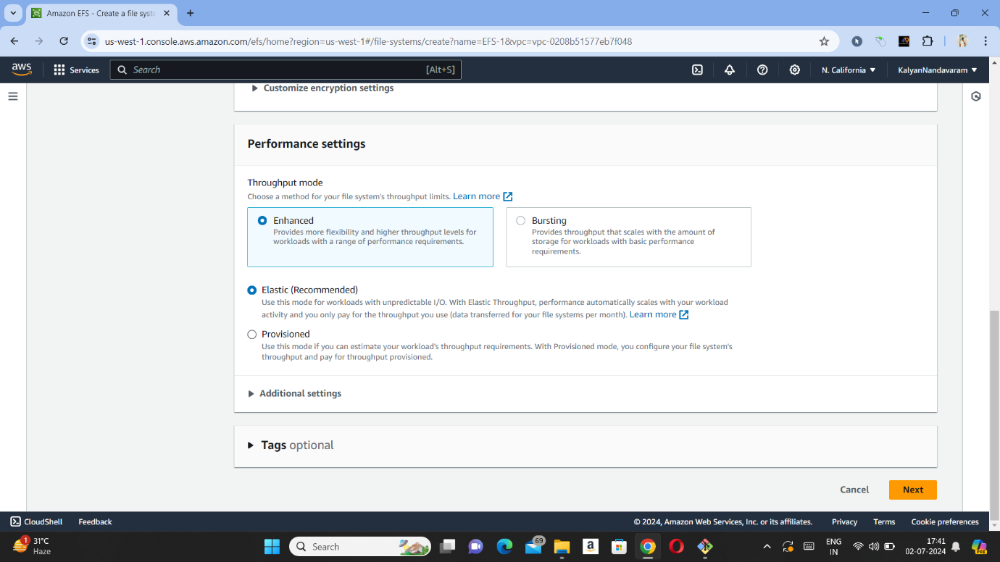 Amazon EFS - Create a file syste
us-west-1.console.aws.amazon.com/efs/home?region=us-west-1#/file-systems/create?name=EFS-1&vpc=vpc-0208b51577eb7f048
aws
Services
Search
[Alt+S]
N. California
KalyanNandavaram
Customize encryption settings
Performance settings
Throughput mode
Choose a method for your file system's throughput limits. Learn more
Enhanced
Provides more flexibility and higher throughput levels for
workloads with a range of performance requirements.
Bursting
Provides throughput that scales with the amount of
storage for workloads with basic performance
requirements.
Elastic (Recommended)
Use this mode for workloads with unpredictable I/O. With Elastic Throughput, performance automatically scales with your workload
activity and you only pay for the throughput you use (data transferred for your file systems per month). Learn more
Provisioned
Use this mode if you can estimate your workload's throughput requirements. With Provisioned mode, you configure your file system's
throughput and pay for throughput provisioned.
Additional settings
Tags optional
Cancel
Next
CloudShell
Feedback
© 2024, Amazon Web Services, Inc. or its affiliates.
Privacy
Terms
Cookie preferences
1
31°C
Haze
Search
69
a
ENG
IN
17:41
02-07-2024
PRE